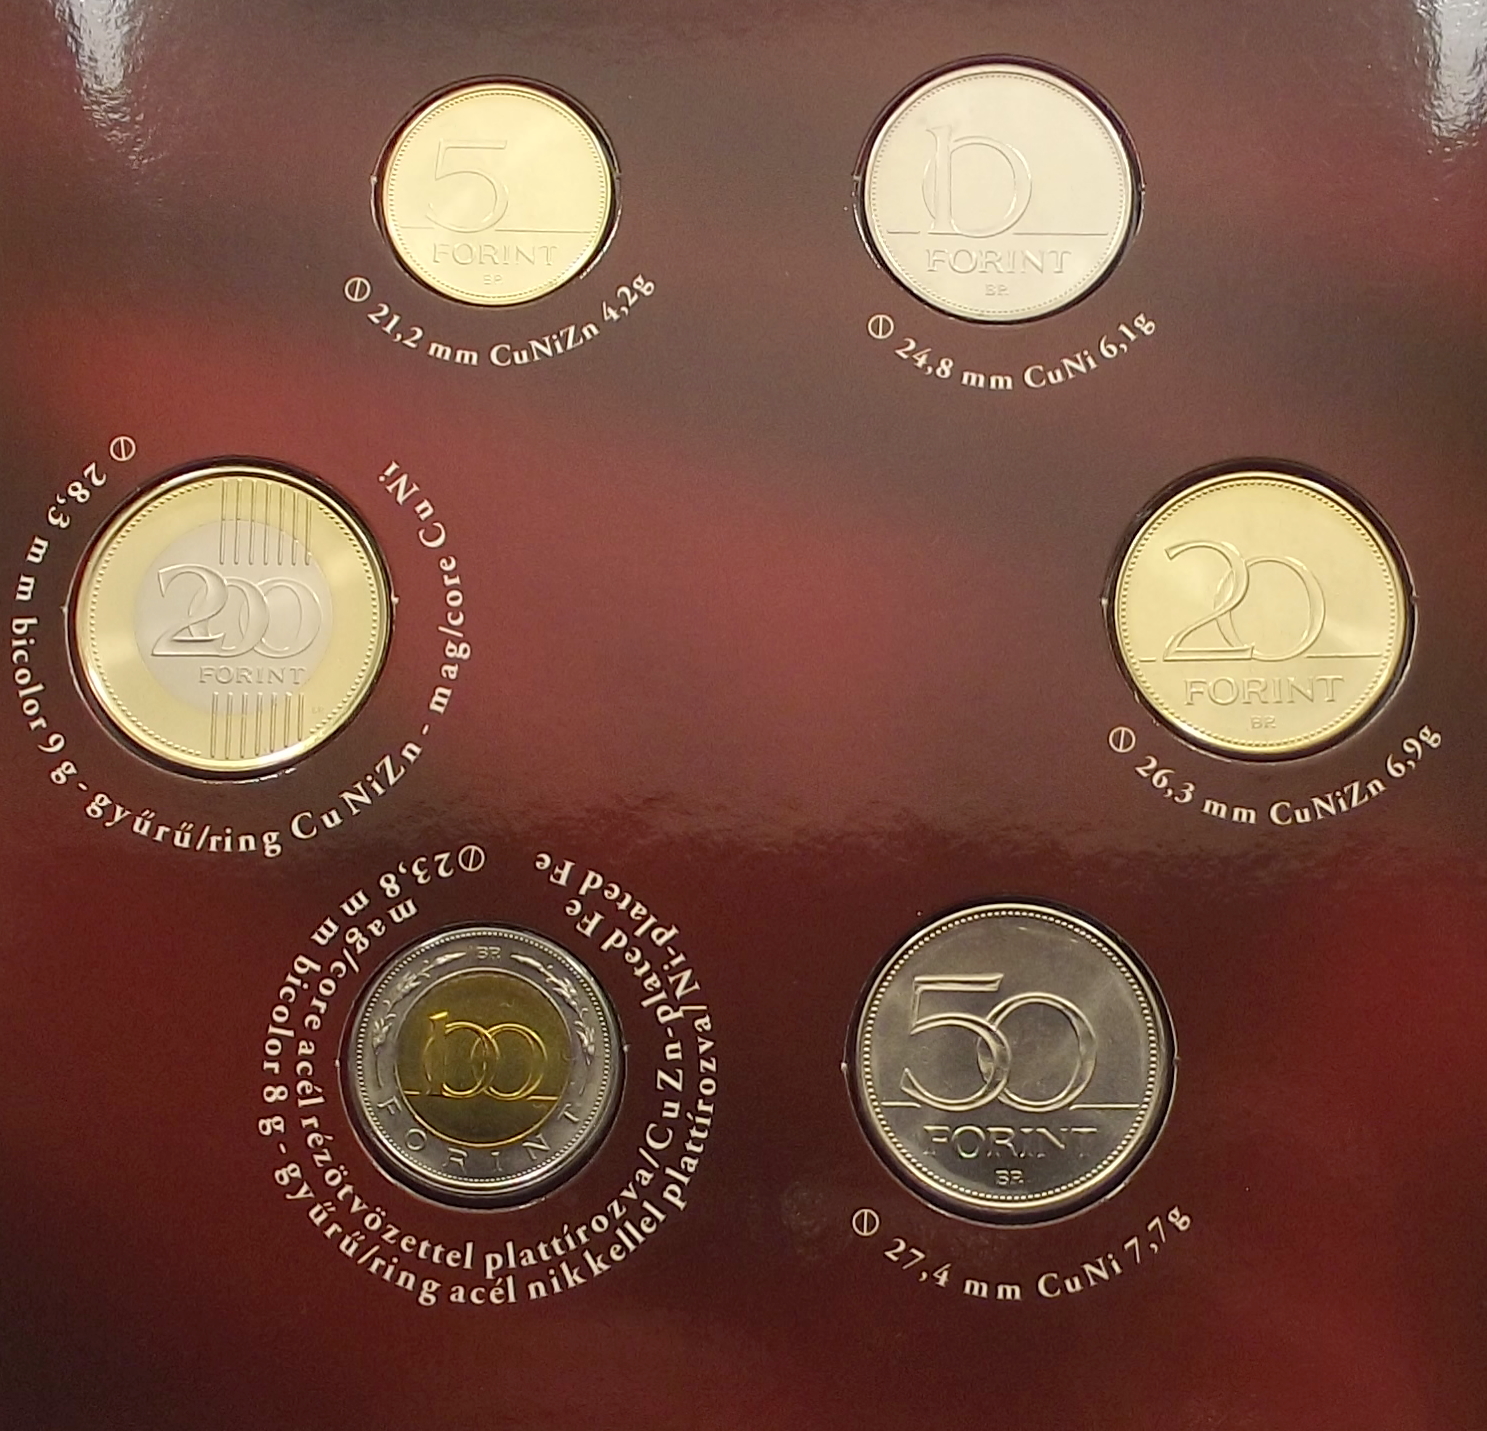 5
FORINT
BP.
⌀ 21,2 mm CuNiZn 4,2g
10
FORINT
BP.
⌀ 24,8 mm CuNi 6,1g
200
FORINT
BP.
⌀ 28,3 mm bicolor 9 g - gyűrű/ring CuNiZn - mag/core CuNi
20
FORINT
BP.
⌀ 26,3 mm CuNiZn 6,9g
BP.
100
FORINT
⌀ 23,8 mm bicolor 8 g - gyűrű/ring acél nikkellel plattírozva/Ni-plated Fe
mag/core acél rézötvözettel plattírozva/CuZn-plated Fe
50
FORINT
BP.
⌀ 27,4 mm CuNi 7,7g